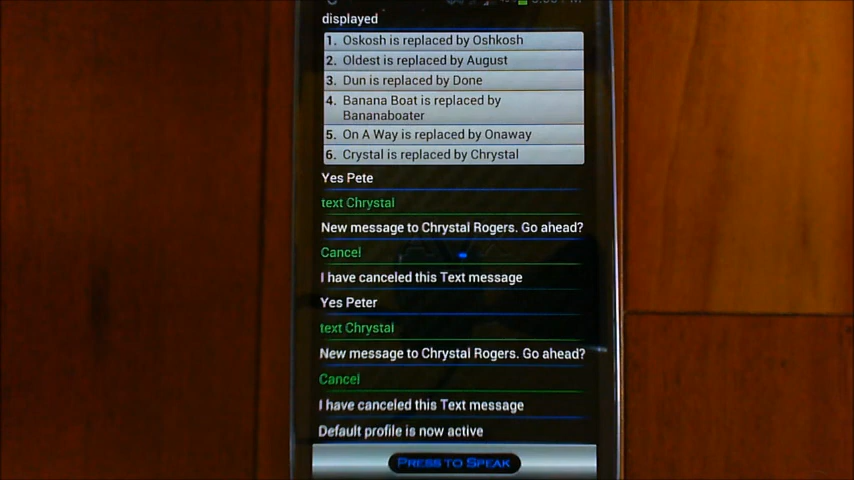 displayed
1. Oskosh is replaced by Oshkosh
2. Oldest is replaced by August
3. Dun is replaced by Done
4. Banana Boat is replaced by
Bananaboater
5. On A Way is replaced by Onaway
6. Crystal is replaced by Chrystal
Yes Pete
text Chrystal
New message to Chrystal Rogers. Go ahead?
Cancel
I have canceled this Text message
Yes Peter
text Chrystal
New message to Chrystal Rogers. Go ahead?
Cancel
I have canceled this Text message
Default profile is now active
PRESS TO SPEAK